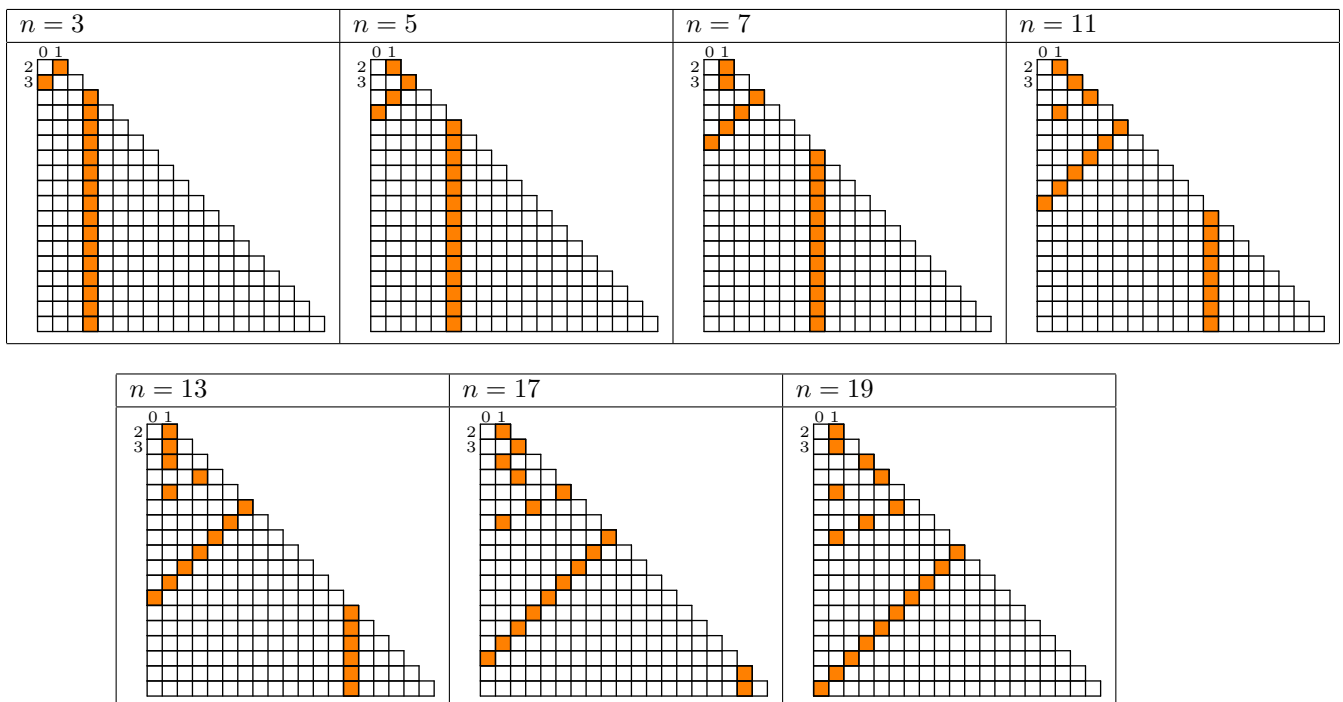 n = 3 n = 5 n = 7 n = 11
0 1 0 1 0 1 0 1
2 2 2 2
3 3 3 3
n = 13 n = 17 n = 19
0 1 0 1 0 1
2 2 2
3 3 3